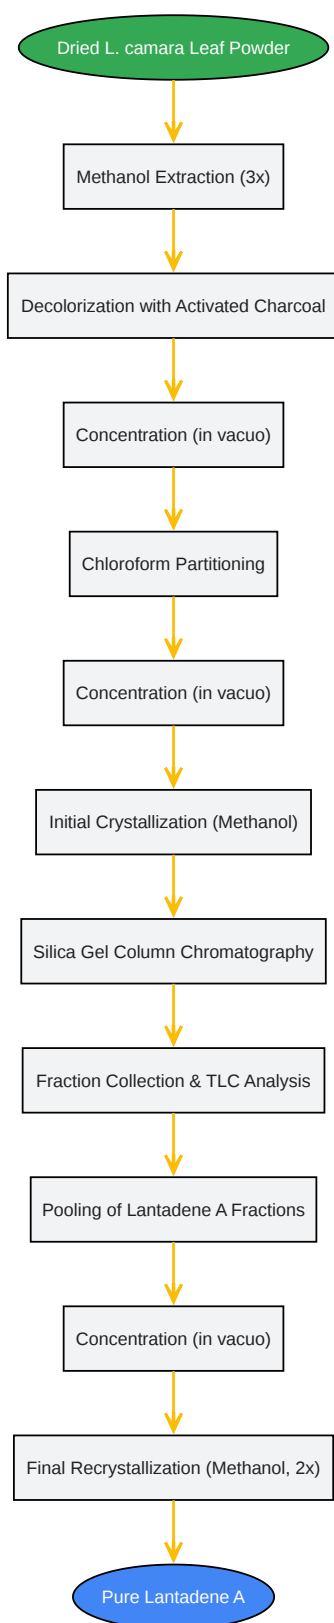 Dried L. camara Leaf Powder
Methanol Extraction (3x)
Decolorization with Activated Charcoal
Concentration (in vacuo)
Chloroform Partitioning
Concentration (in vacuo)
Initial Crystallization (Methanol)
Silica Gel Column Chromatography
Fraction Collection & TLC Analysis
Pooling of Lantadene A Fractions
Concentration (in vacuo)
Final Recrystallization (Methanol, 2x)
Pure Lantadene A